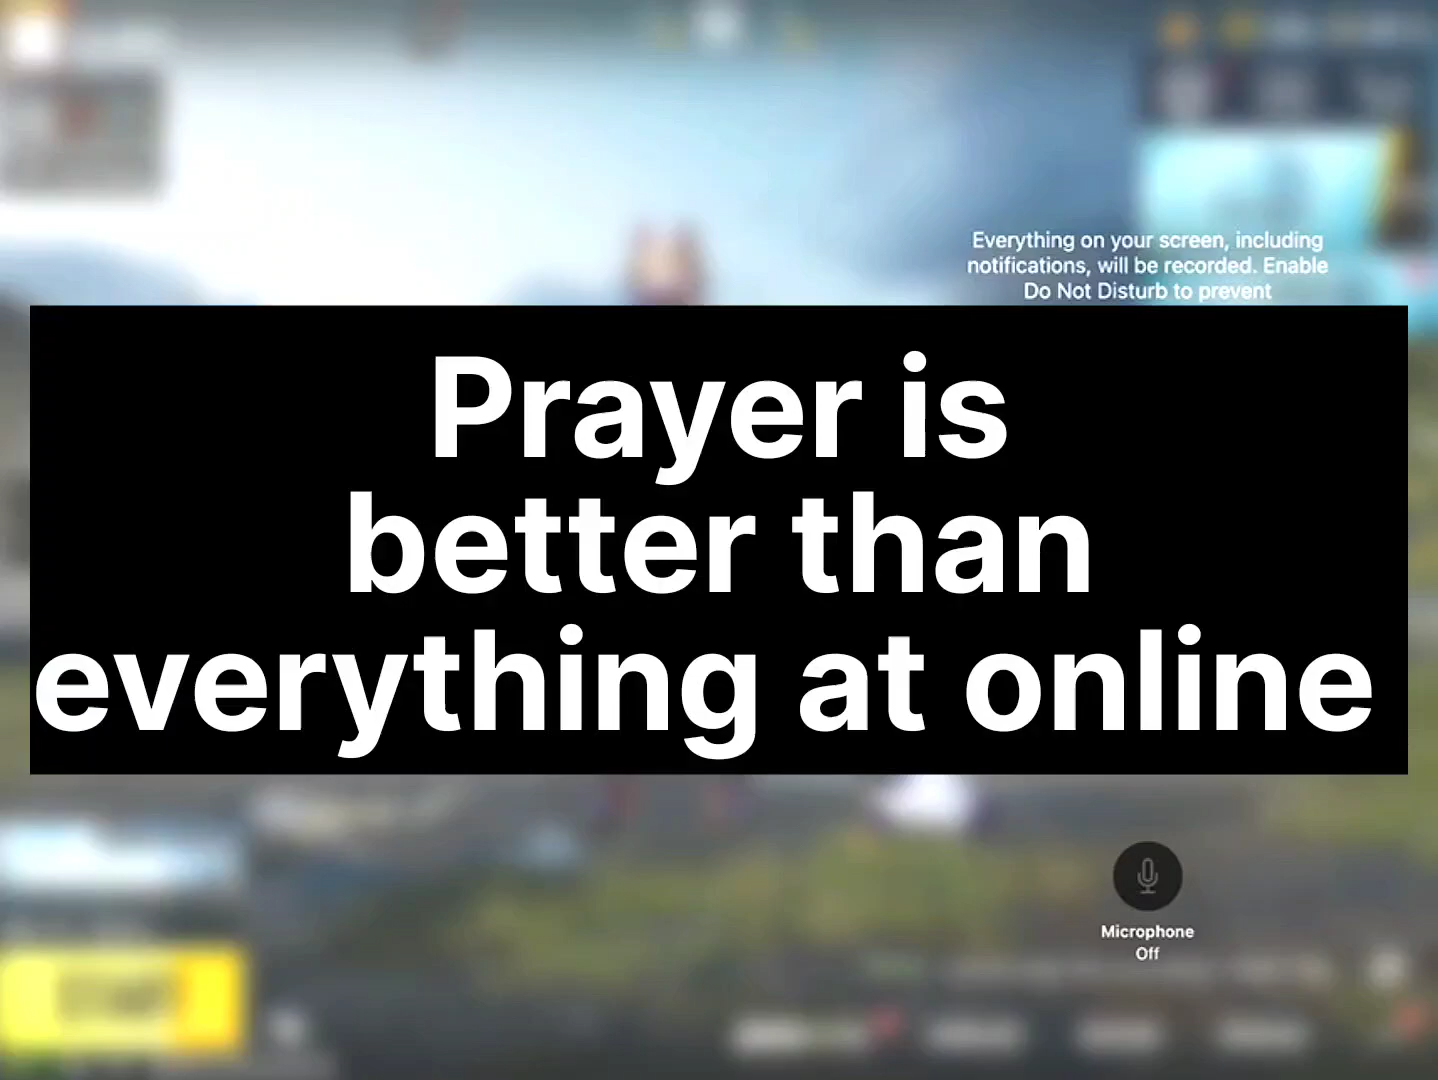 Everything on your screen, including
notifications, will be recorded. Enable
Do Not Disturb to prevent
Prayer is
better than
everything at online
Microphone
Off